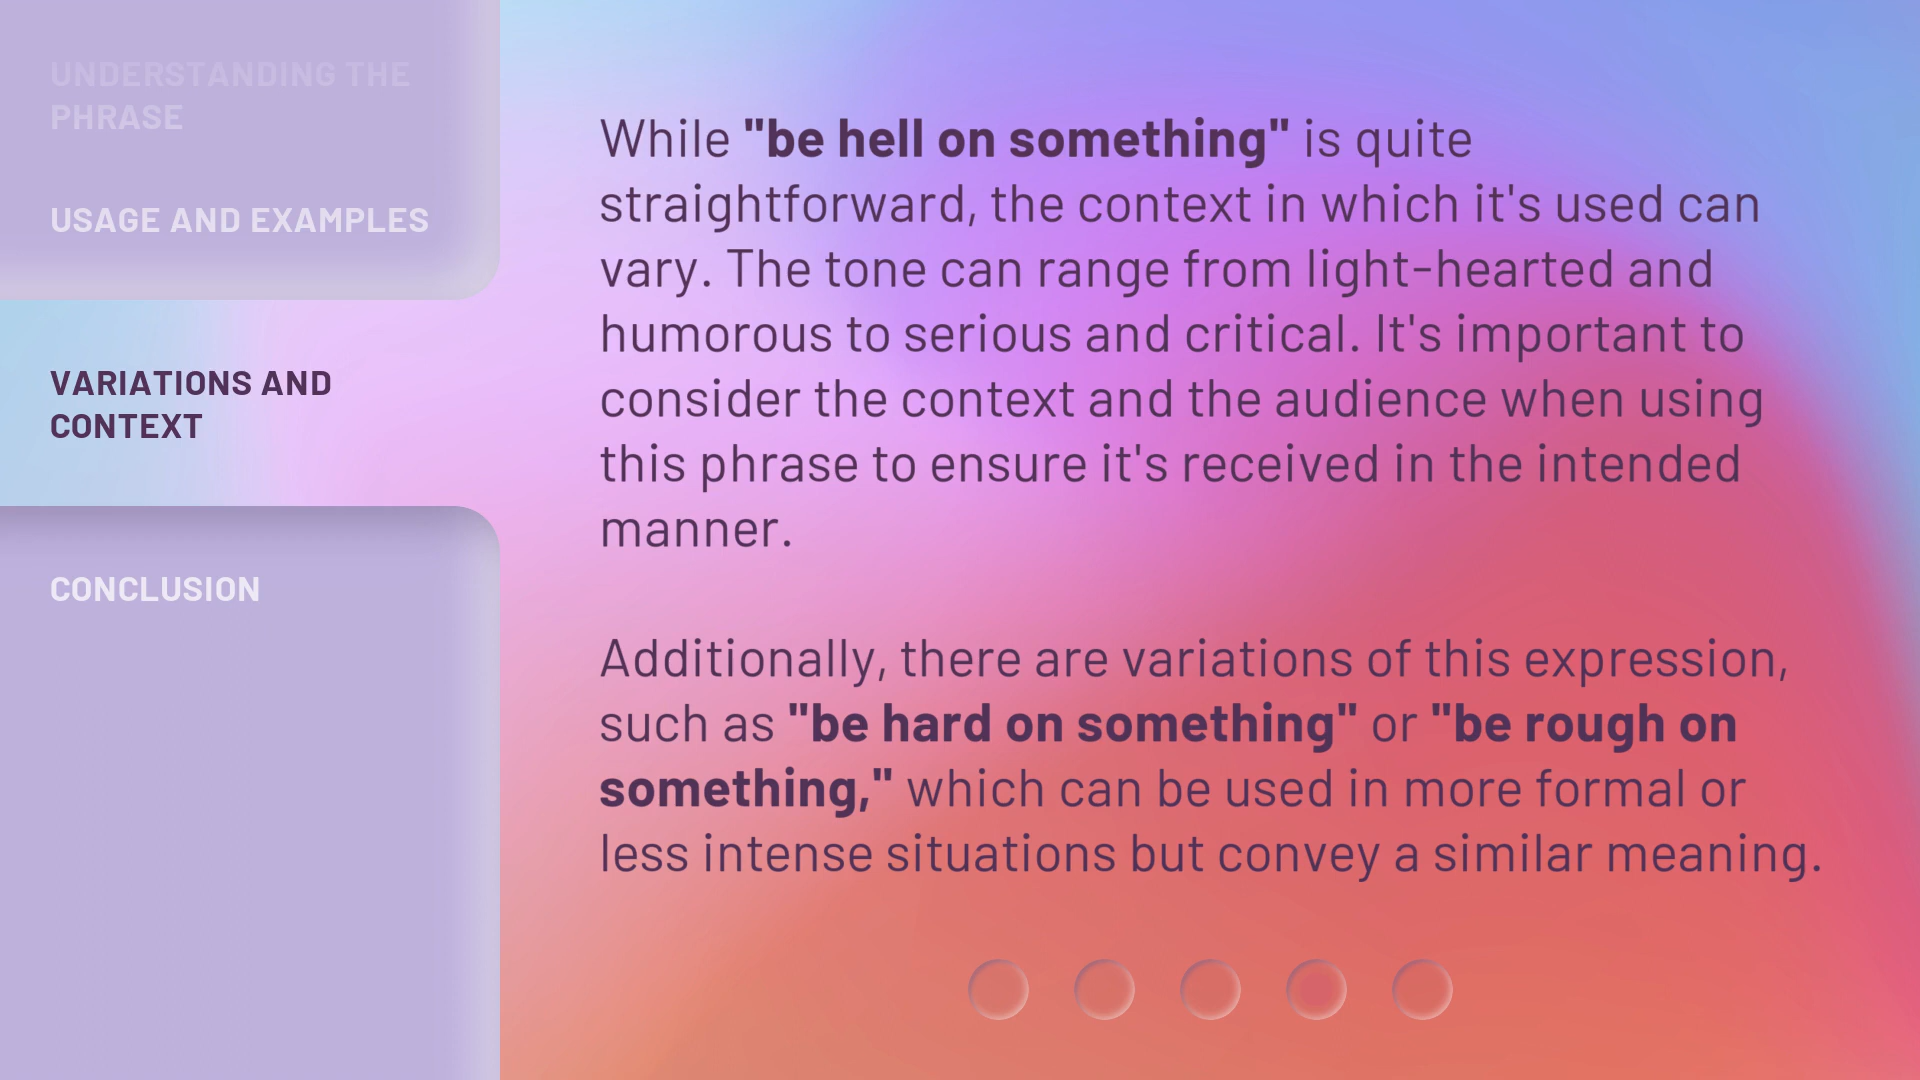 UNDERSTANDING THE
PHRASE
USAGE AND EXAMPLES
VARIATIONS AND
CONTEXT
CONCLUSION
While "be hell on something" is quite
straightforward, the context in which it's used can
vary. The tone can range from light-hearted and
humorous to serious and critical. It's important to
consider the context and the audience when using
this phrase to ensure it's received in the intended
manner.
Additionally, there are variations of this expression,
such as "be hard on something" or "be rough on
something," which can be used in more formal or
less intense situations but convey a similar meaning.